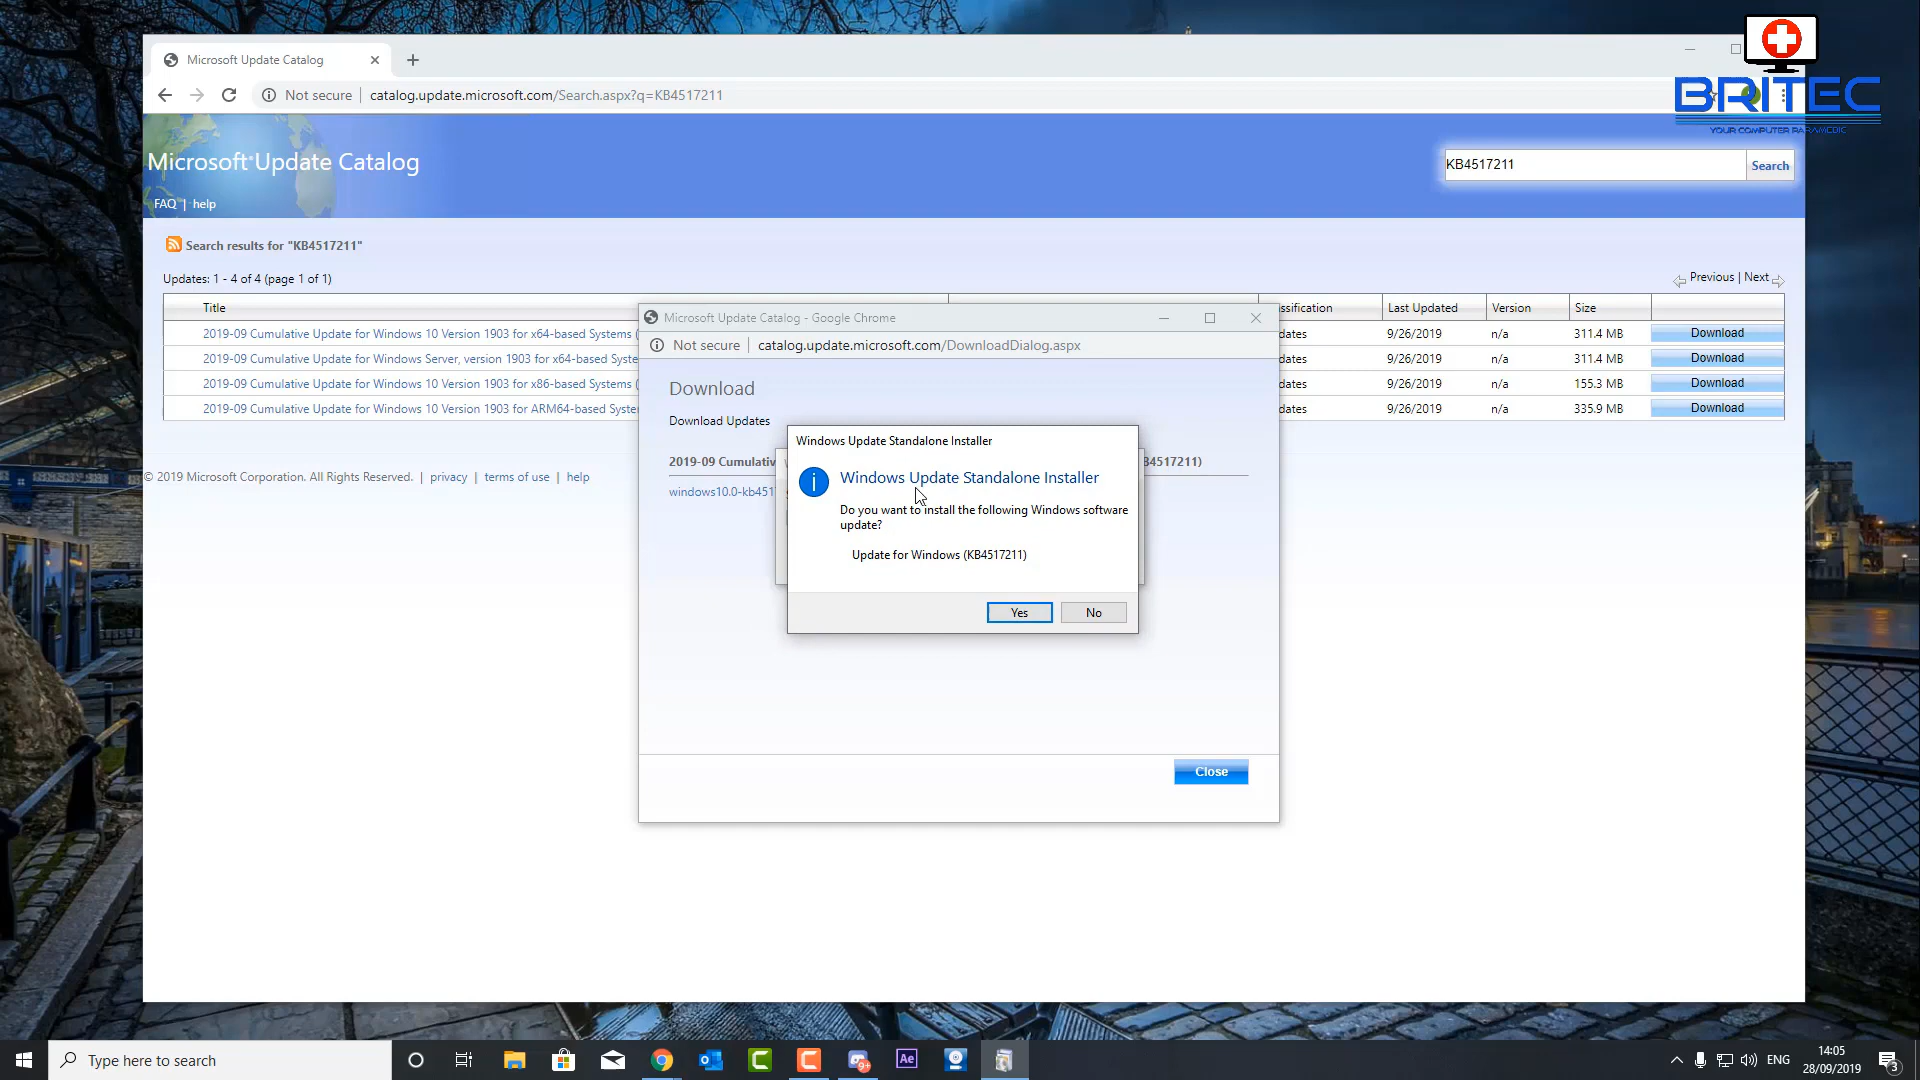 Microsoft Update Catalog
Not secure
catalog.update.microsoft.com/Search.aspx?q=KB4517211
BRITEC
YOUR COMPUTER PARAMEDIC
Microsoft Update Catalog
KB4517211
Search
FAQ | help
Search results for "KB4517211"
Updates: 1 - 4 of 4 (page 1 of 1)
Previous | Next
Title
ssification
Last Updated
Version
Size
2019-09 Cumulative Update for Windows 10 Version 1903 for x64-based Systems (
dates
9/26/2019
n/a
311.4 MB
Download
2019-09 Cumulative Update for Windows Server, version 1903 for x64-based Syste
dates
9/26/2019
n/a
311.4 MB
Download
2019-09 Cumulative Update for Windows 10 Version 1903 for x86-based Systems (
dates
9/26/2019
n/a
155.3 MB
Download
2019-09 Cumulative Update for Windows 10 Version 1903 for ARM64-based Syste
dates
9/26/2019
n/a
335.9 MB
Download
© 2019 Microsoft Corporation. All Rights Reserved. | privacy | terms of use | help
Microsoft Update Catalog - Google Chrome
Not secure
catalog.update.microsoft.com/DownloadDialog.aspx
Download
Download Updates
2019-09 Cumulativ
B4517211)
windows10.0-kb451
Windows Update Standalone Installer
Windows Update Standalone Installer
Do you want to install the following Windows software
update?
Update for Windows (KB4517211)
Yes
No
Close
Type here to search
9+
Ae
ENG
14:05
28/09/2019
3